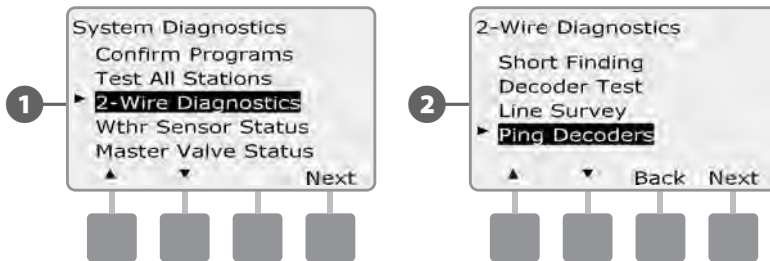 System Diagnostics
Confirm Programs
Test All Stations
2-Wire Diagnostics
Wthr Sensor Status
Master Valve Status
Next
1
2-Wire Diagnostics
Short Finding
Decoder Test
Line Survey
Ping Decoders
Back Next
2